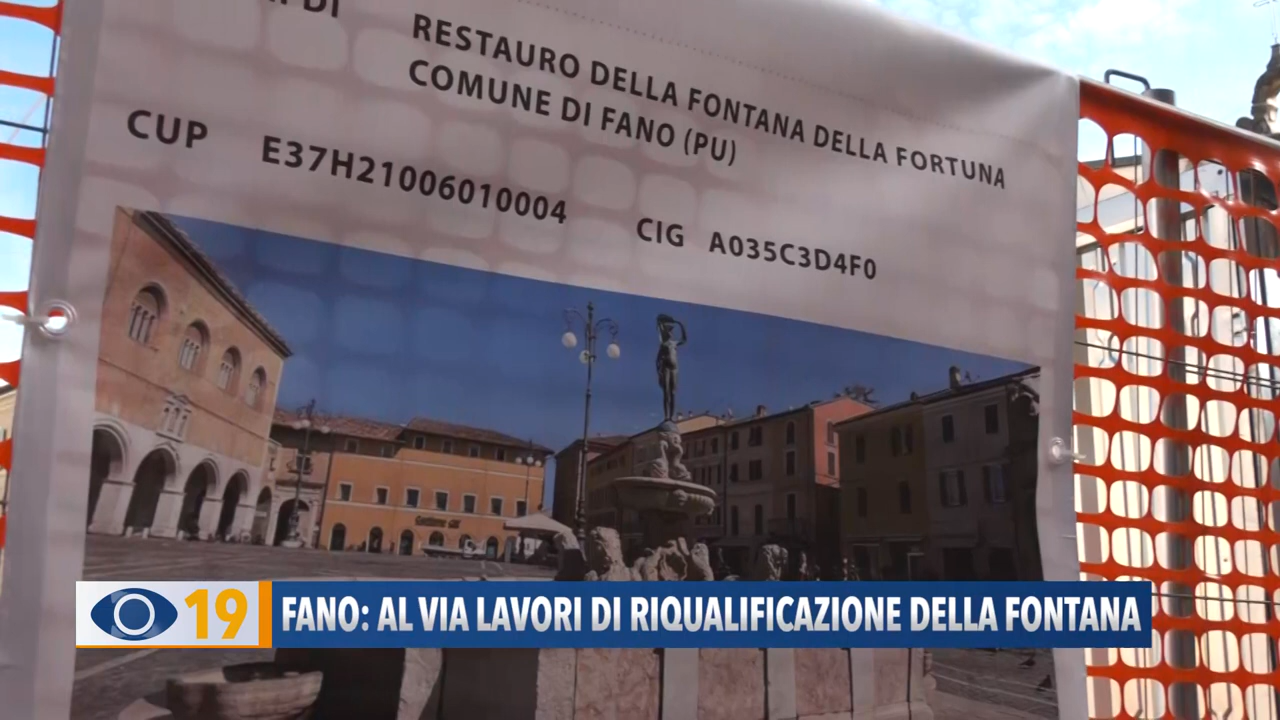 DI
RESTAURO DELLA FONTANA DELLA FORTUNA
COMUNE DI FANO (PU)
CUP E37H21006010004 CIG A035C3D4F0
19 FANO: AL VIA LAVORI DI RIQUALIFICAZIONE DELLA FONTANA